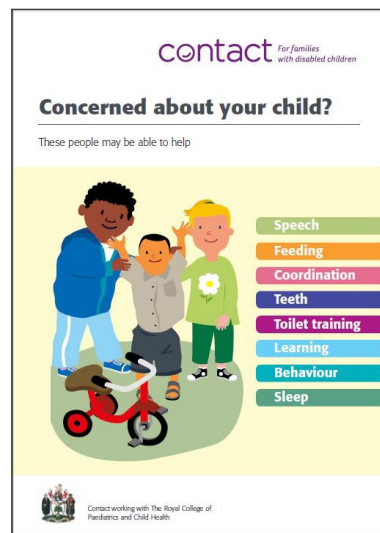 contact For families
with disabled children
Concerned about your child?
These people may be able to help
Speech
Feeding
Coordination
Teeth
Toilet training
Learning
Behaviour
Sleep
Contact working with The Royal College of
Paediatrics and Child Health